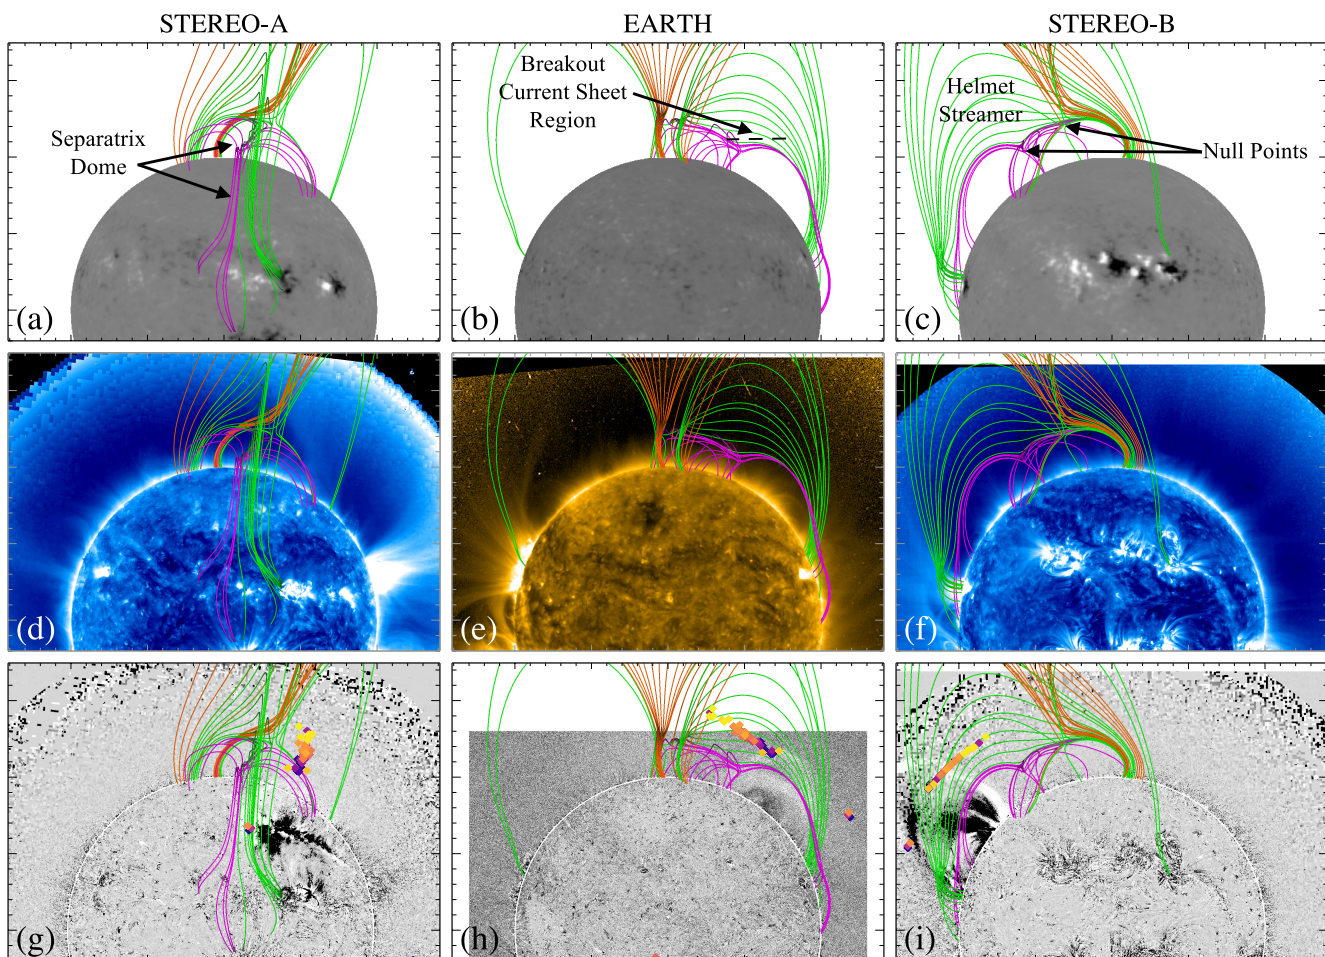 STEREO-A
EARTH
STEREO-B
Separatrix
Dome
(a)
Breakout
Current Sheet
Region
(b)
Helmet
Streamer
Null Points
(c)
(d)
(e)
(f)
(g)
(h)
(i)